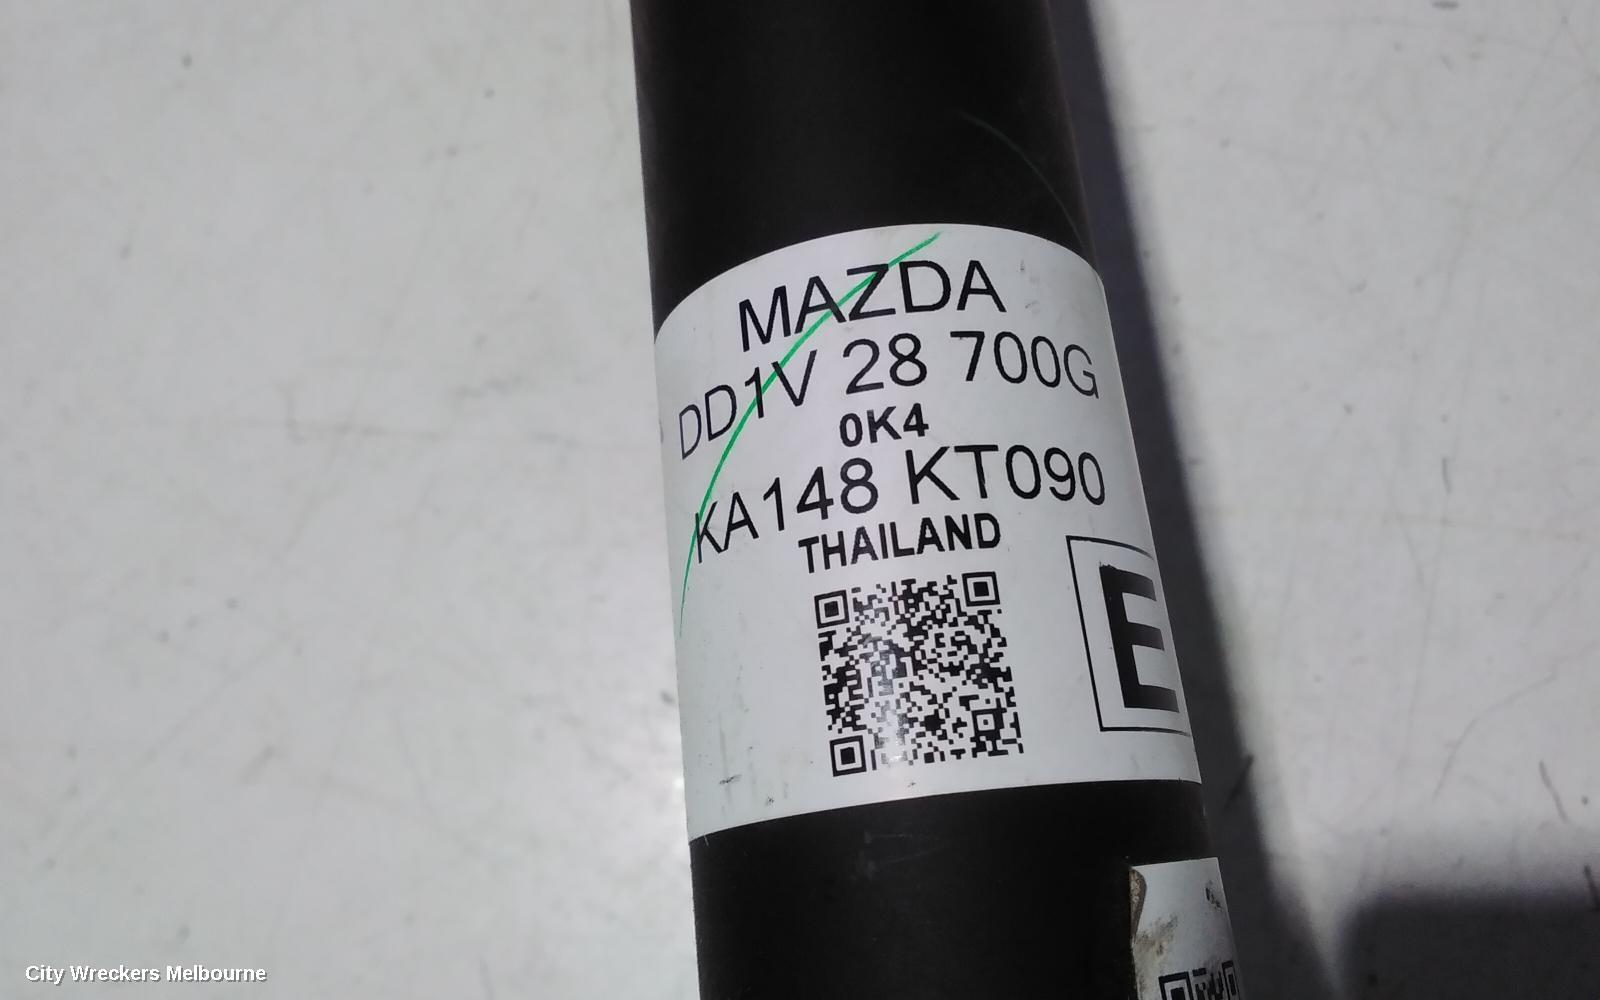 MAZDA
DD1V 28 700G
0K4
KA148 KT090
THAILAND
E
City Wreckers Melbourne